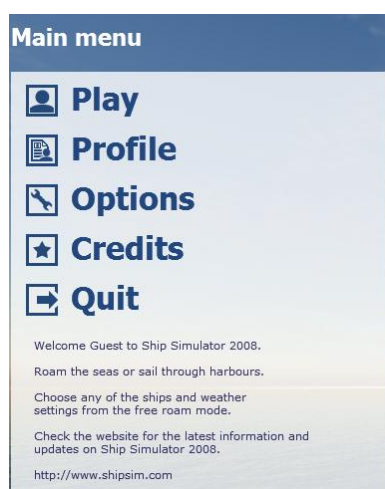 Main menu
Play
Profile
Options
Credits
Quit
Welcome Guest to Ship Simulator 2008.
Roam the seas or sail through harbours.
Choose any of the ships and weather
settings from the free roam mode.
Check the website for the latest information and
updates on Ship Simulator 2008.
http://www.shipsim.com